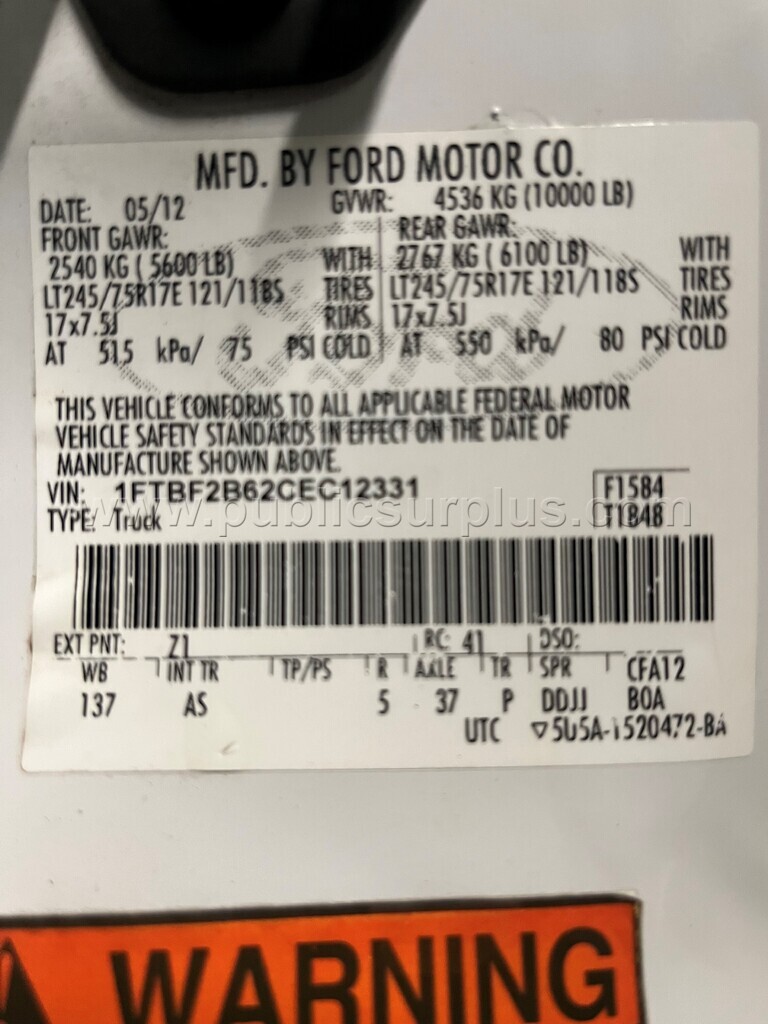 MFD. BY FORD MOTOR CO.
DATE: 05/12 GVWR: 4536 KG (10000 LB)
FRONT GAWR: REAR GAWR:
2540 KG ( 5600 LB) WITH 2767 KG ( 6100 LB) WITH
LT245/75R17E 121/118S TIRES LT245/75R17E 121/118S TIRES
17x7.5J RIMS 17x7.5J RIMS
AT 515 kPa/ 75 PSI COLD AT 550 kPa/ 80 PSI COLD
THIS VEHICLE CONFORMS TO ALL APPLICABLE FEDERAL MOTOR
VEHICLE SAFETY STANDARDS IN EFFECT ON THE DATE OF
MANUFACTURE SHOWN ABOVE.
VIN: 1FTBF2B62CEC12331 F1584
TYPE: Truck T1B48
www.publicsurplus.com
EXT PNT: Z1 RC: 41 DSO:
WB INT TR TP/PS R AXLE TR SPR CFA12
137 AS 5 37 P DDJJ BOA
UTC ▽5U5A-1520472-BA
WARNING